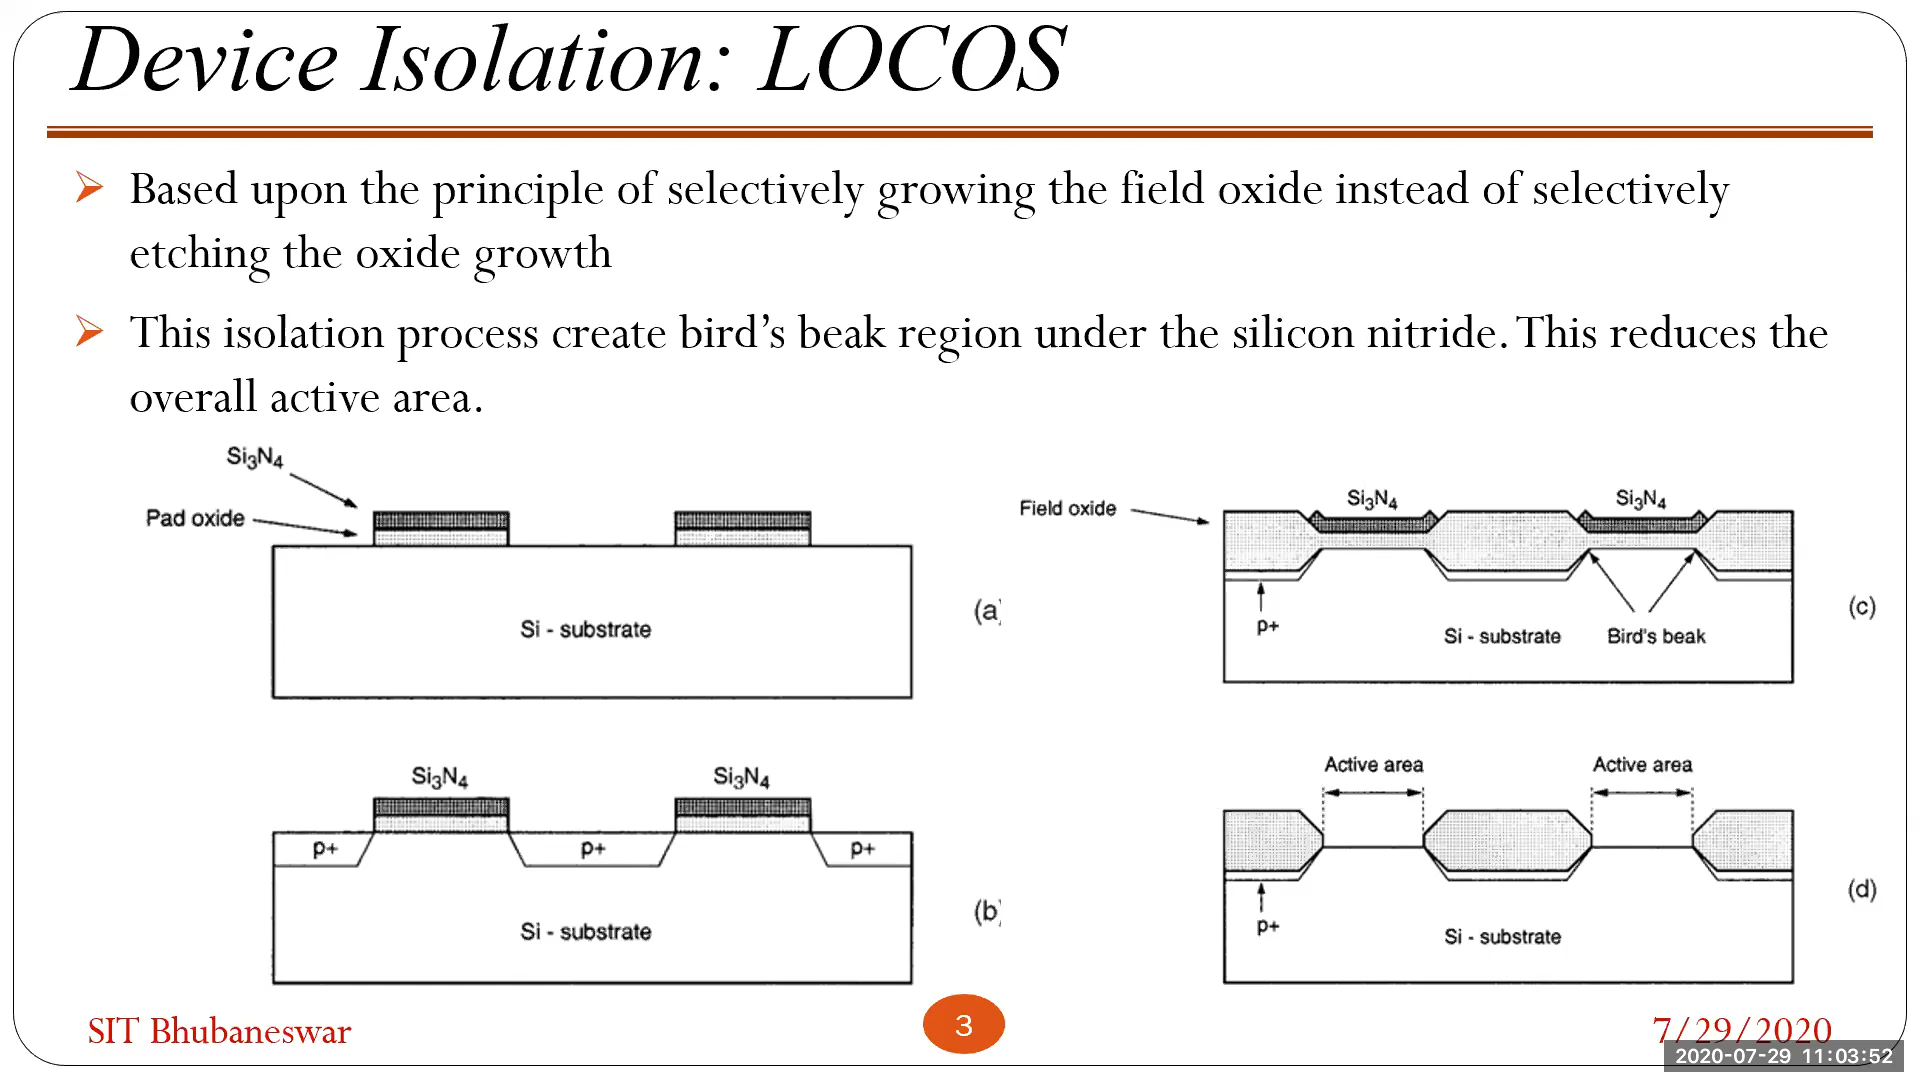 Device Isolation: LOCOS
Based upon the principle of selectively growing the field oxide instead of selectively
etching the oxide growth
This isolation process create bird's beak region under the silicon nitride. This reduces the
overall active area.
Si3N4
Pad oxide
Si - substrate
(a)
Si3N4 Si3N4
p+ p+ p+
Si - substrate
(b)
Field oxide
Si3N4 Si3N4
p+
Si - substrate
Bird's beak
(c)
Active area Active area
p+
Si - substrate
(d)
SIT Bhubaneswar
3
7/29/2020
2020-07-29 11:03:52